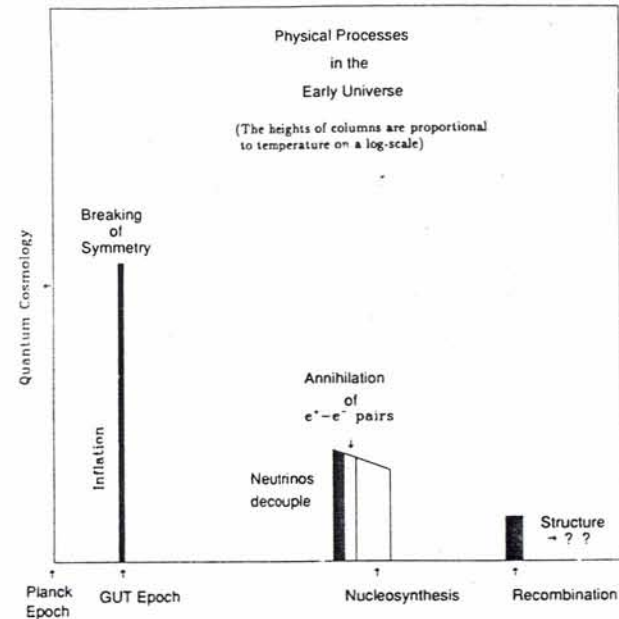 Physical Processes
in the
Early Universe
(The heights of columns are proportional
to temperature on a log-scale)
Breaking
of
Symmetry
Quantum Cosmology
Inflation
Annihilation
of
e⁺–e⁻ pairs
Neutrinos
decouple
Structure
→ ? ?
Planck
Epoch
GUT Epoch
Nucleosynthesis
Recombination